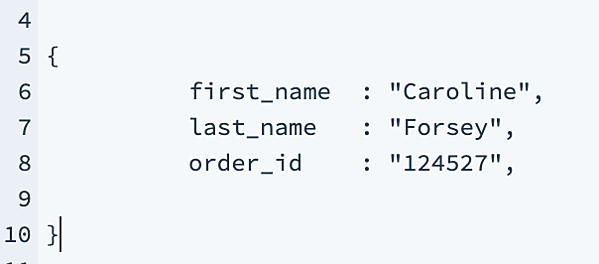 4
5 {
6 first_name : "Caroline",
7 last_name : "Forsey",
8 order_id : "124527",
9
10 }